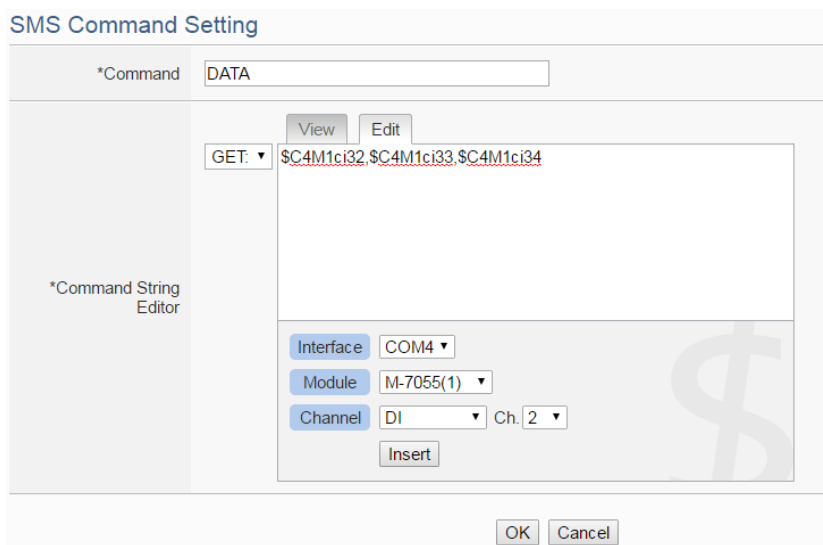 SMS Command Setting
*Command DATA
View Edit
GET: $C4M1ci32,$C4M1ci33,$C4M1ci34
*Command String
Editor
Interface COM4
Module M-7055(1)
Channel DI Ch. 2
Insert
$
OK Cancel